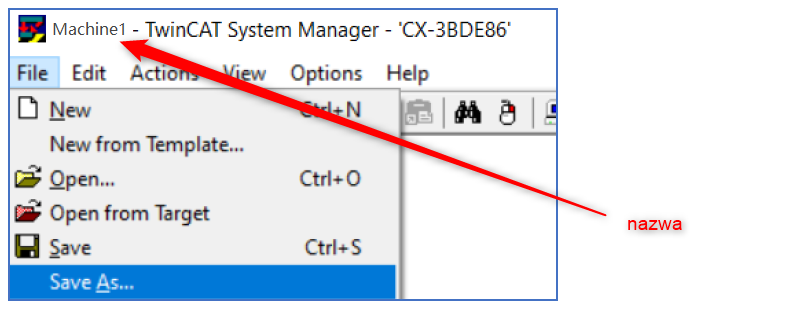 Machine1 - TwinCAT System Manager - 'CX-3BDE86'
File Edit Actions View Options Help
New Ctrl+N
New from Template...
Open... Ctrl+O
Open from Target
nazwa
Save Ctrl+S
Save As...